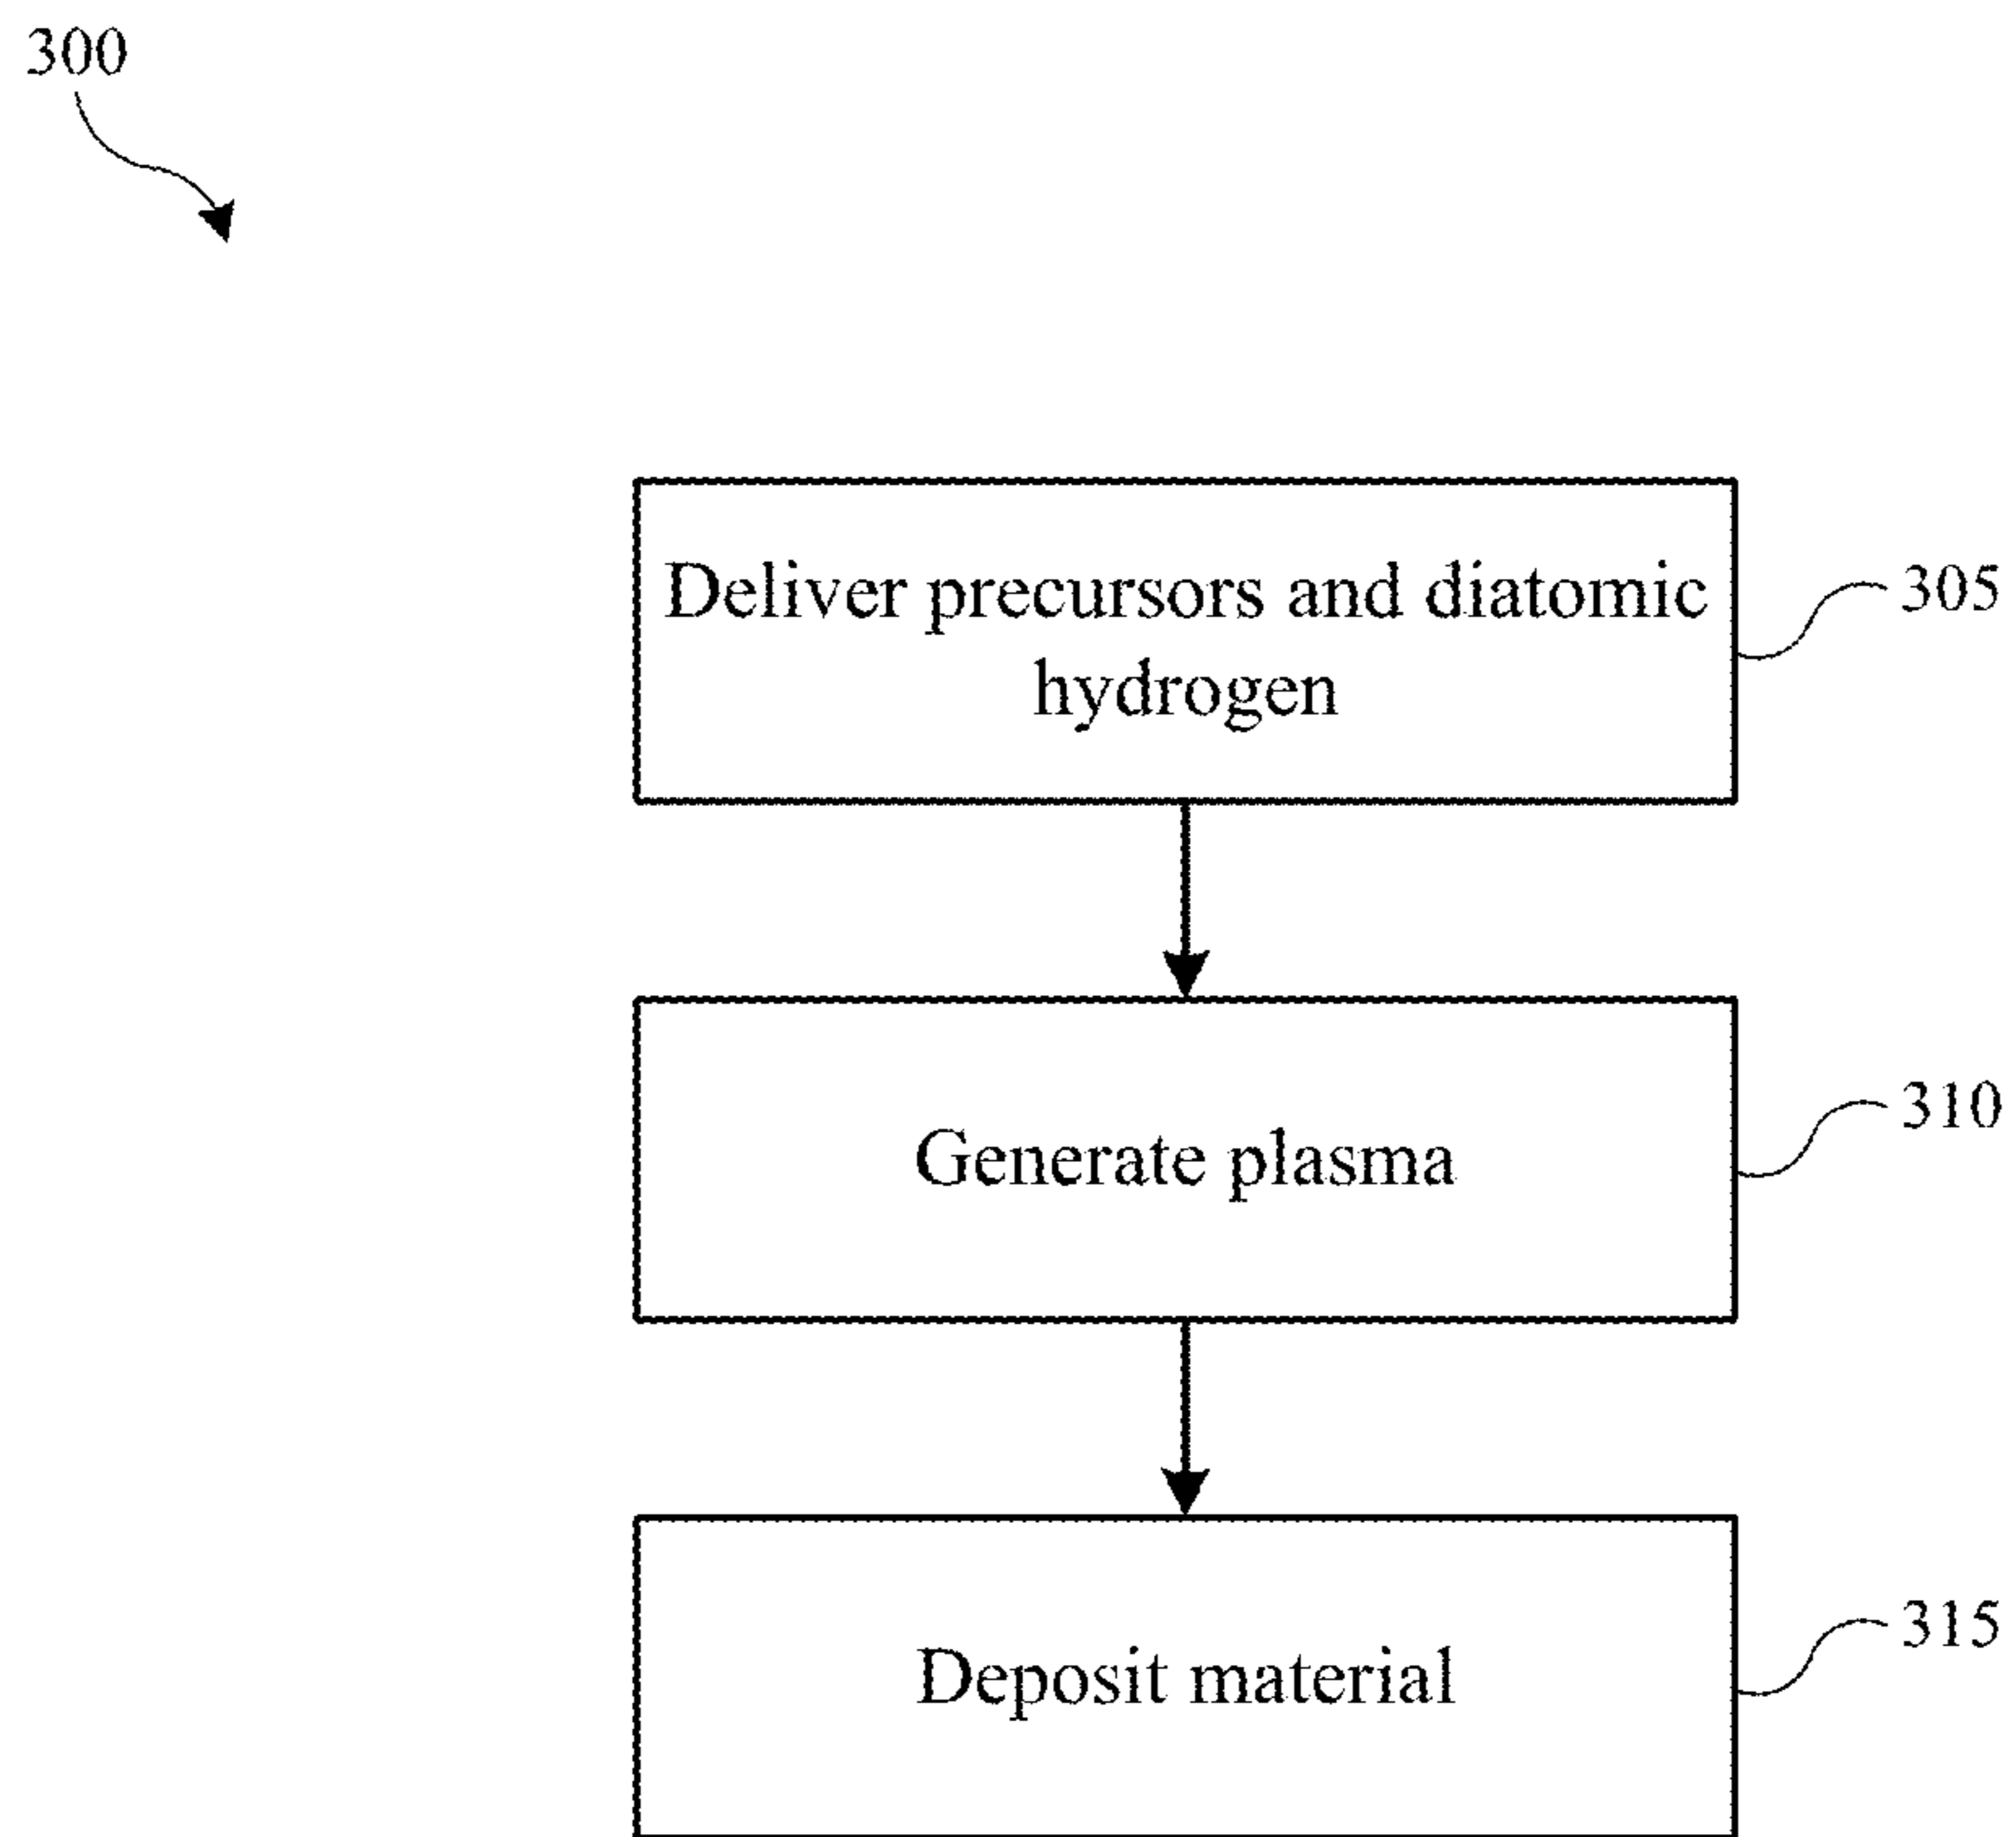 300
Deliver precursors and diatomic
hydrogen
305
Generate plasma
310
Deposit material
315